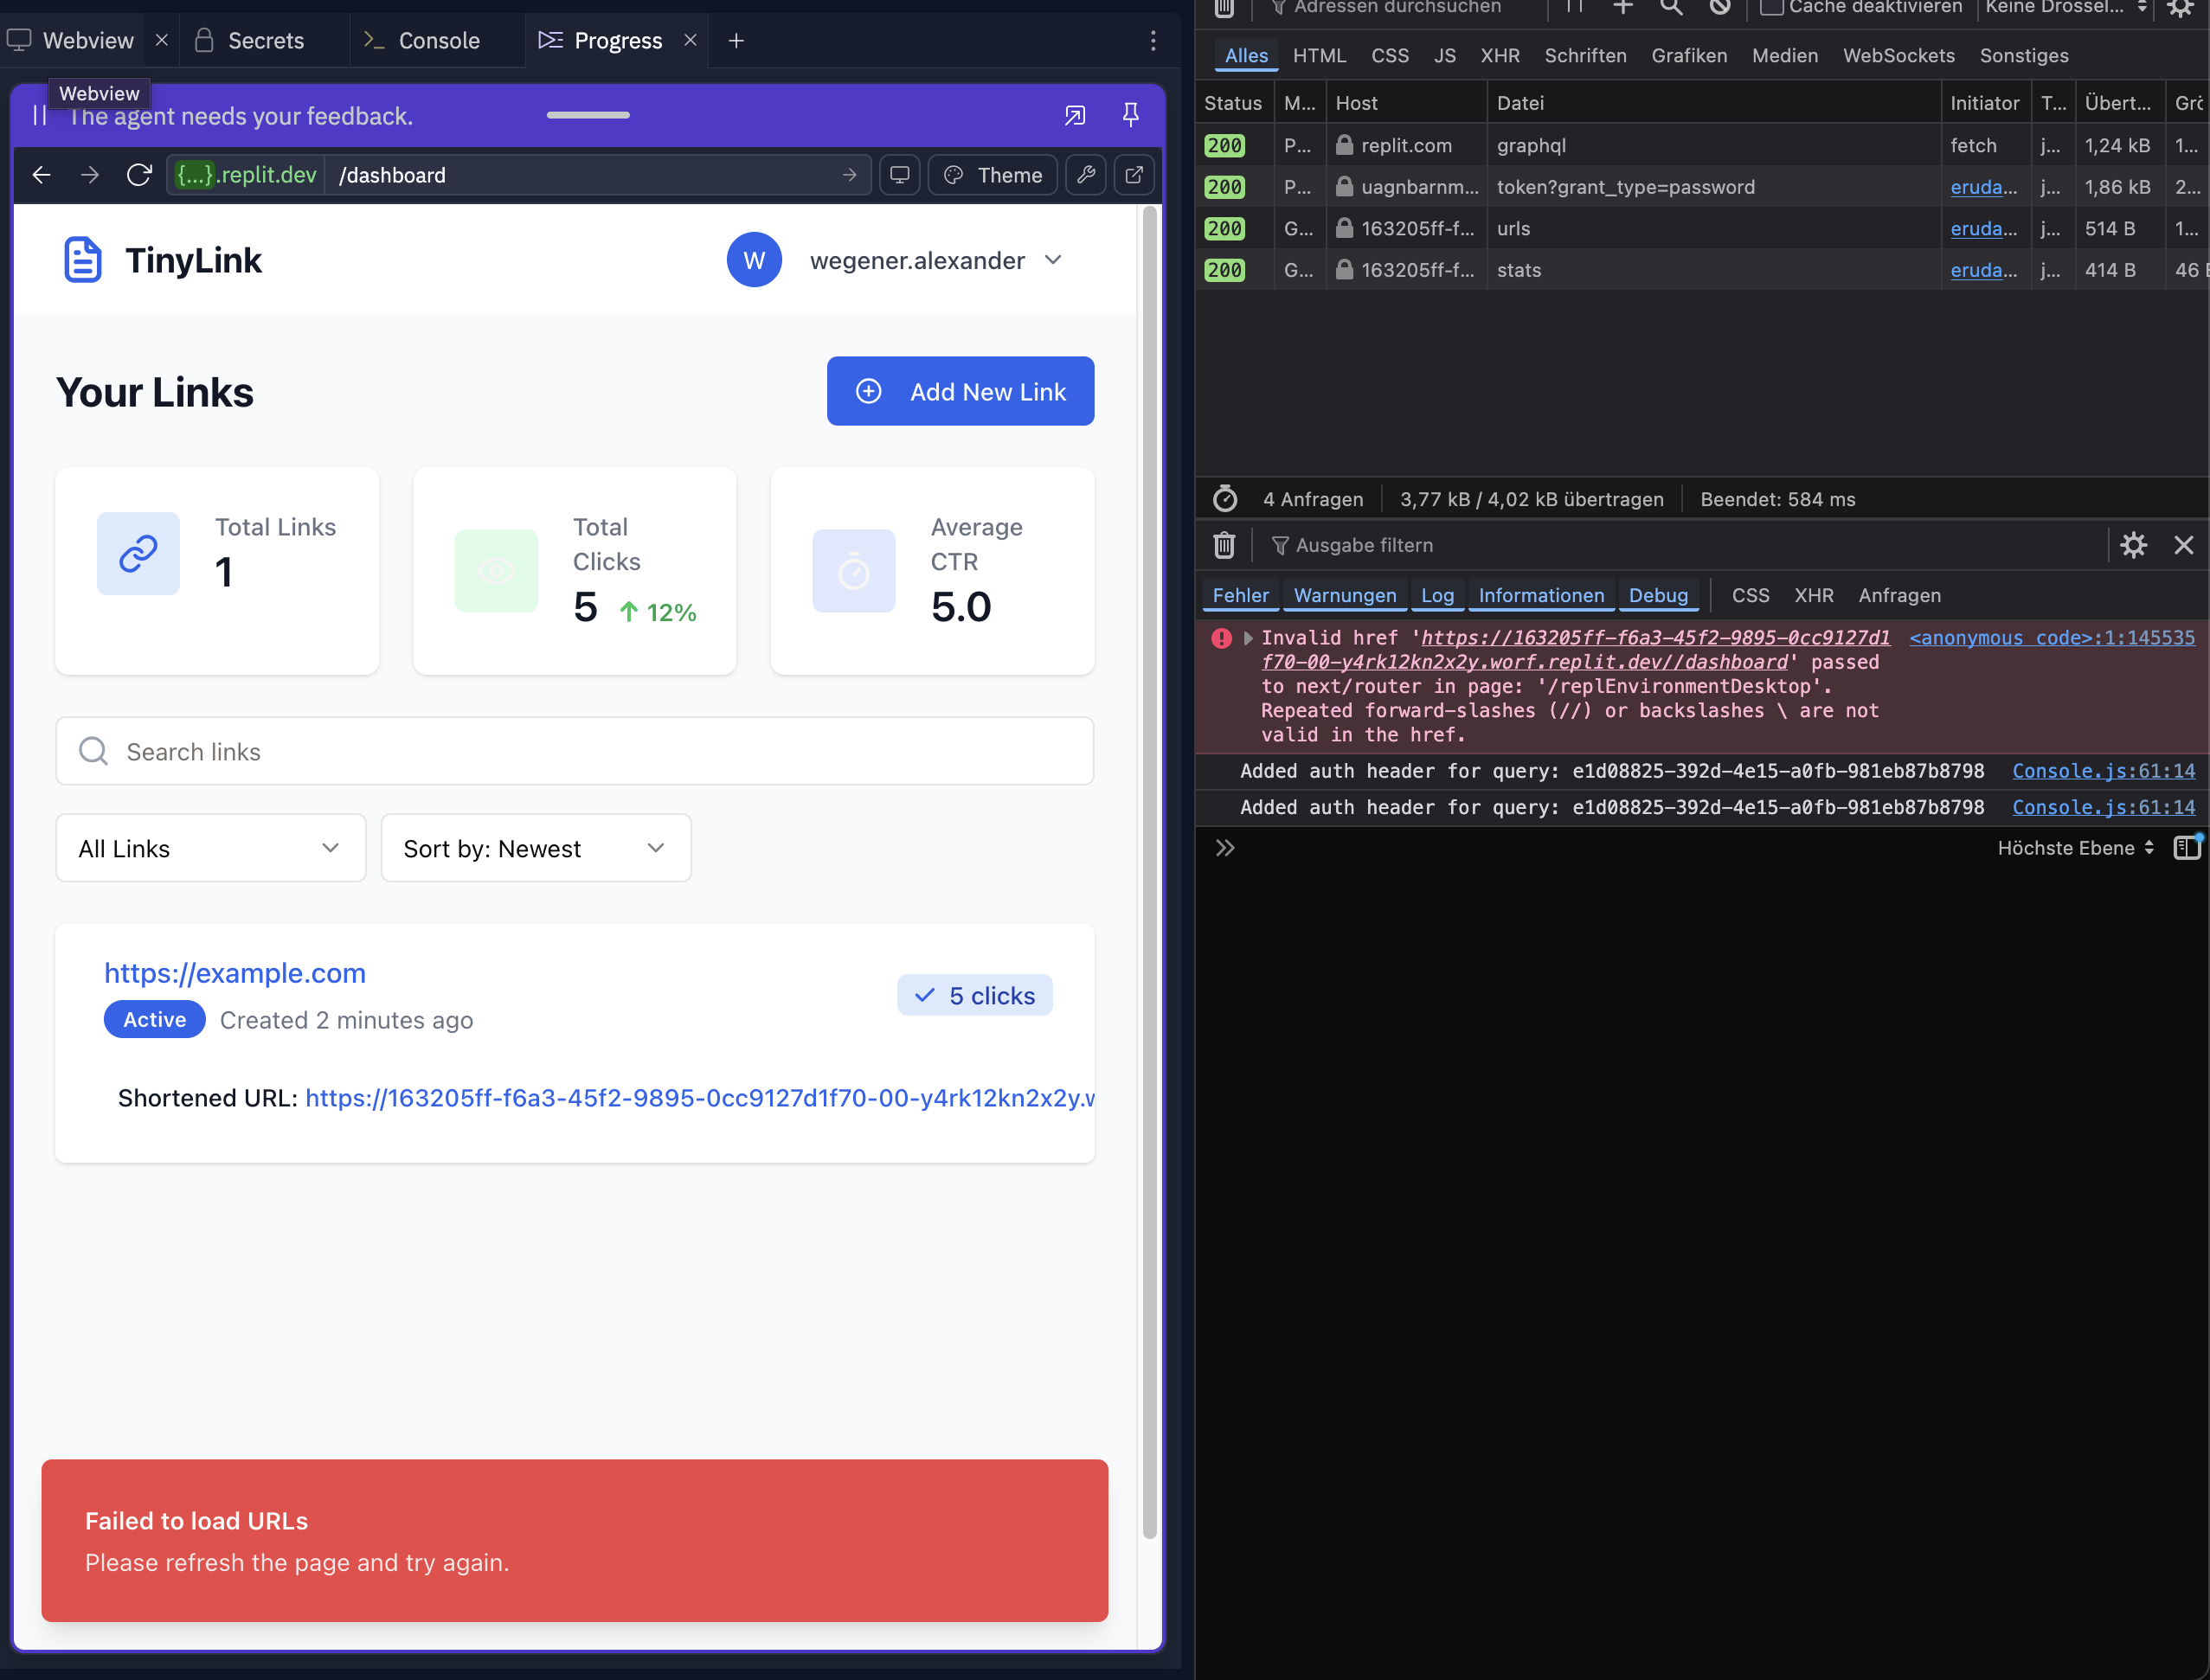 Webview
Secrets
Console
Progress
Webview
The agent needs your feedback.
{...}.replit.dev /dashboard
Theme
TinyLink
W wegener.alexander
Your Links
Add New Link
Total Links
1
Total
Clicks
5 12%
Average
CTR
5.0
Search links
All Links
Sort by: Newest
https://example.com
Active Created 2 minutes ago
5 clicks
Shortened URL: https://163205ff-f6a3-45f2-9895-0cc9127d1f70-00-y4rk12kn2x2y.w
Failed to load URLs
Please refresh the page and try again.
Adressen durchsuchen
Cache deaktivieren
Keine Drossel...
Alles HTML CSS JS XHR Schriften Grafiken Medien WebSockets Sonstiges
Status M... Host Datei Initiator T... Übert... Grö
200 P... replit.com graphql fetch j... 1,24 kB 1...
200 P... uagnbarnm... token?grant_type=password eruda... j... 1,86 kB 2...
200 G... 163205ff-f... urls eruda... j... 514 B 1...
200 G... 163205ff-f... stats eruda... j... 414 B 46
4 Anfragen 3,77 kB / 4,02 kB übertragen Beendet: 584 ms
Ausgabe filtern
Fehler Warnungen Log Informationen Debug CSS XHR Anfragen
Invalid href 'https://163205ff-f6a3-45f2-9895-0cc9127d1 <anonymous code>:1:145535
f70-00-y4rk12kn2x2y.worf.replit.dev//dashboard' passed
to next/router in page: '/replEnvironmentDesktop'.
Repeated forward-slashes (//) or backslashes \ are not
valid in the href.
Added auth header for query: e1d08825-392d-4e15-a0fb-981eb87b8798 Console.js:61:14
Added auth header for query: e1d08825-392d-4e15-a0fb-981eb87b8798 Console.js:61:14
Höchste Ebene